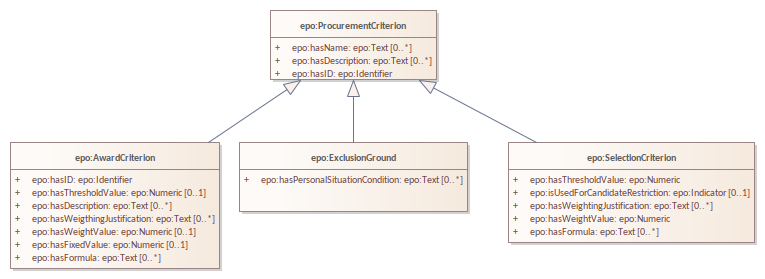 epo:ProcurementCriterion
+ epo:hasName: epo:Text [0..*]
+ epo:hasDescription: epo:Text [0..*]
+ epo:hasID: epo:Identifier
epo:AwardCriterion
+ epo:hasID: epo:Identifier
+ epo:hasThresholdValue: epo:Numeric [0..1]
+ epo:hasDescription: epo:Text [0..*]
+ epo:hasWeigthingJustification: epo:Text [0..*]
+ epo:hasWeightValue: epo:Numeric [0..1]
+ epo:hasFixedValue: epo:Numeric [0..1]
+ epo:hasFormula: epo:Text [0..*]
epo:ExclusionGround
+ epo:hasPersonalSituationCondition: epo:Text [0..*]
epo:SelectionCriterion
+ epo:hasThresholdValue: epo:Numeric
+ epo:isUsedForCandidateRestriction: epo:Indicator [0..1]
+ epo:hasWeightingJustification: epo:Text [0..*]
+ epo:hasWeightValue: epo:Numeric
+ epo:hasFormula: epo:Text [0..*]